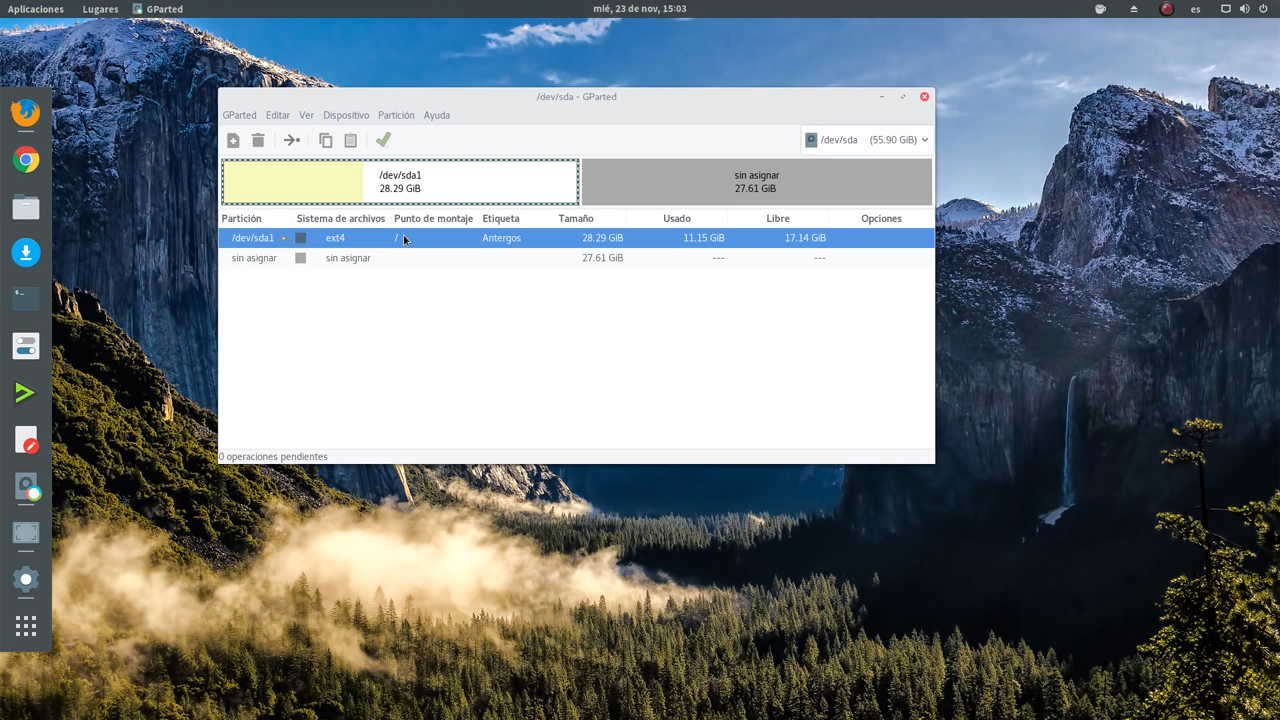 Aplicaciones Lugares GParted mié, 23 de nov, 15:03 es
/dev/sda - GParted
GParted Editar Ver Dispositivo Partición Ayuda
/dev/sda (55.90 GiB)
/dev/sda1
28.29 GiB
sin asignar
27.61 GiB
Partición Sistema de archivos Punto de montaje Etiqueta Tamaño Usado Libre Opciones
/dev/sda1 ext4 / Antergos 28.29 GiB 11.15 GiB 17.14 GiB
sin asignar sin asignar 27.61 GiB --- ---
0 operaciones pendientes